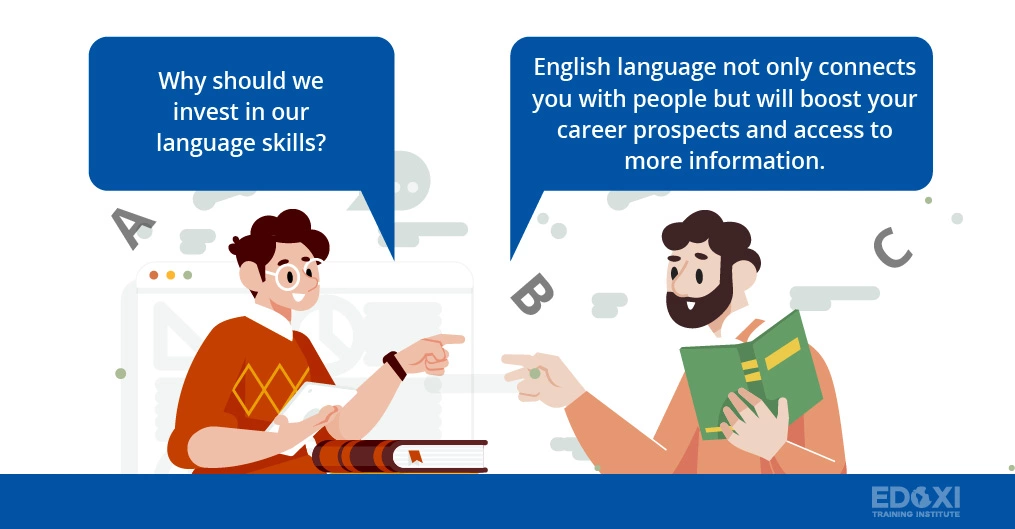 Why should we
invest in our
language skills?
English language not only connects
you with people but will boost your
career prospects and access to
more information.
A
B
C
EDOXI
TRAINING INSTITUTE